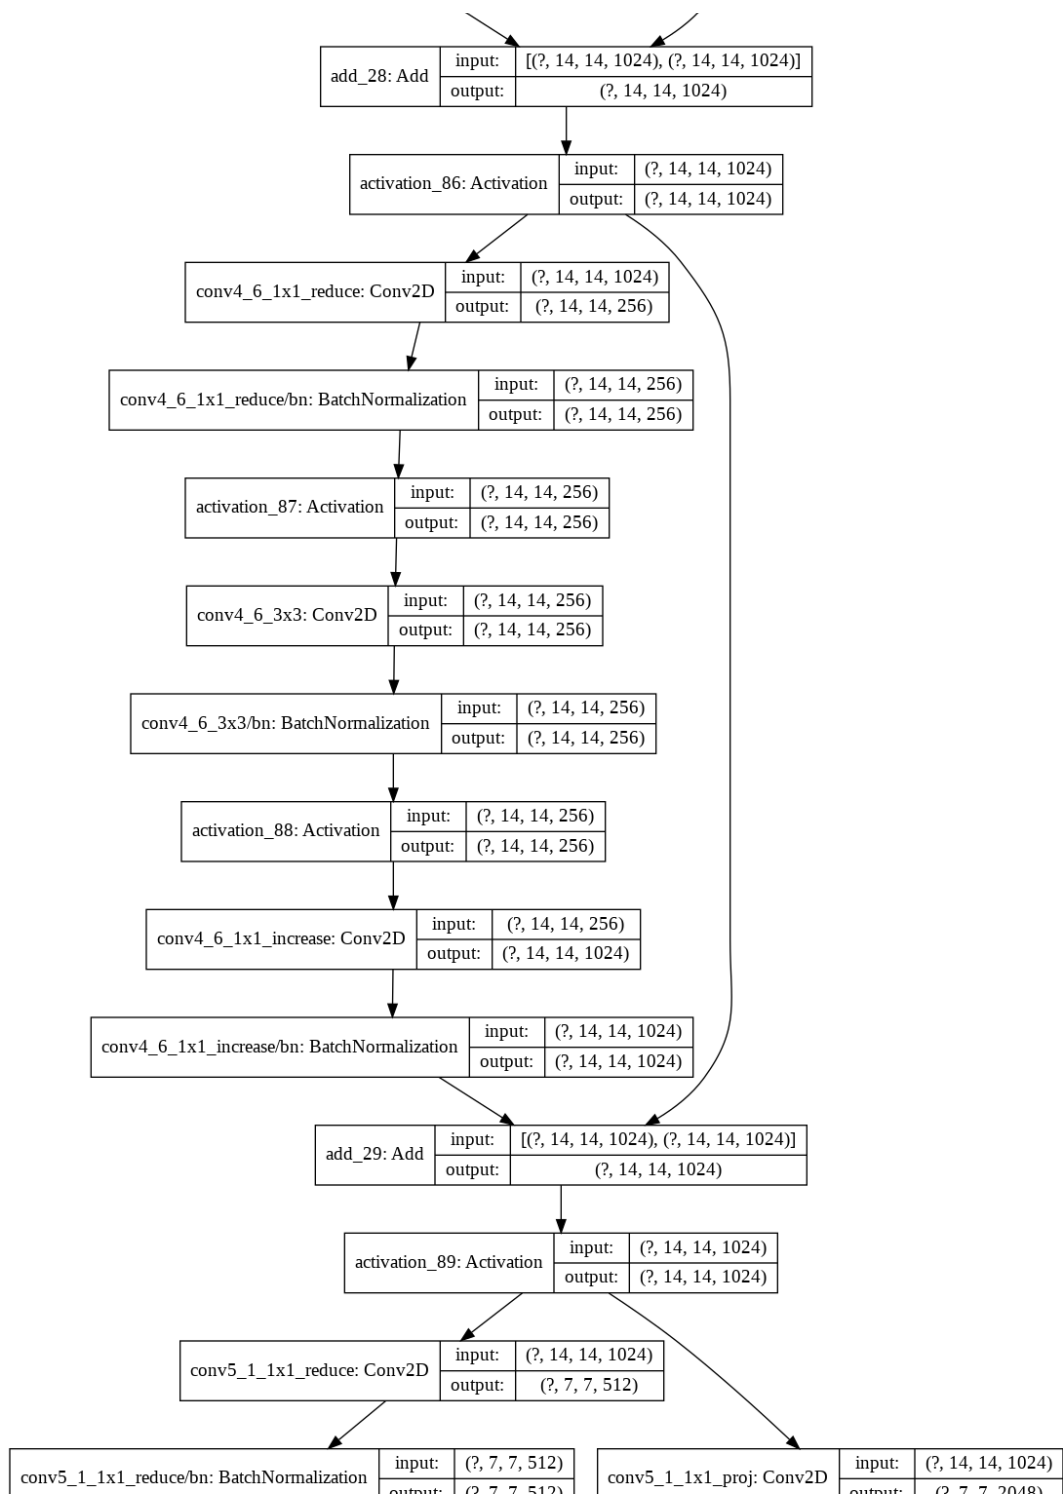 add_28: Add
input: [(?, 14, 14, 1024), (?, 14, 14, 1024)]
output: (?, 14, 14, 1024)
activation_86: Activation
input: (?, 14, 14, 1024)
output: (?, 14, 14, 1024)
conv4_6_1x1_reduce: Conv2D
input: (?, 14, 14, 1024)
output: (?, 14, 14, 256)
conv4_6_1x1_reduce/bn: BatchNormalization
input: (?, 14, 14, 256)
output: (?, 14, 14, 256)
activation_87: Activation
input: (?, 14, 14, 256)
output: (?, 14, 14, 256)
conv4_6_3x3: Conv2D
input: (?, 14, 14, 256)
output: (?, 14, 14, 256)
conv4_6_3x3/bn: BatchNormalization
input: (?, 14, 14, 256)
output: (?, 14, 14, 256)
activation_88: Activation
input: (?, 14, 14, 256)
output: (?, 14, 14, 256)
conv4_6_1x1_increase: Conv2D
input: (?, 14, 14, 256)
output: (?, 14, 14, 1024)
conv4_6_1x1_increase/bn: BatchNormalization
input: (?, 14, 14, 1024)
output: (?, 14, 14, 1024)
add_29: Add
input: [(?, 14, 14, 1024), (?, 14, 14, 1024)]
output: (?, 14, 14, 1024)
activation_89: Activation
input: (?, 14, 14, 1024)
output: (?, 14, 14, 1024)
conv5_1_1x1_reduce: Conv2D
input: (?, 14, 14, 1024)
output: (?, 7, 7, 512)
conv5_1_1x1_reduce/bn: BatchNormalization
input: (?, 7, 7, 512)
output: (?, 7, 7, 512)
conv5_1_1x1_proj: Conv2D
input: (?, 14, 14, 1024)
output: (?, 7, 7, 2048)